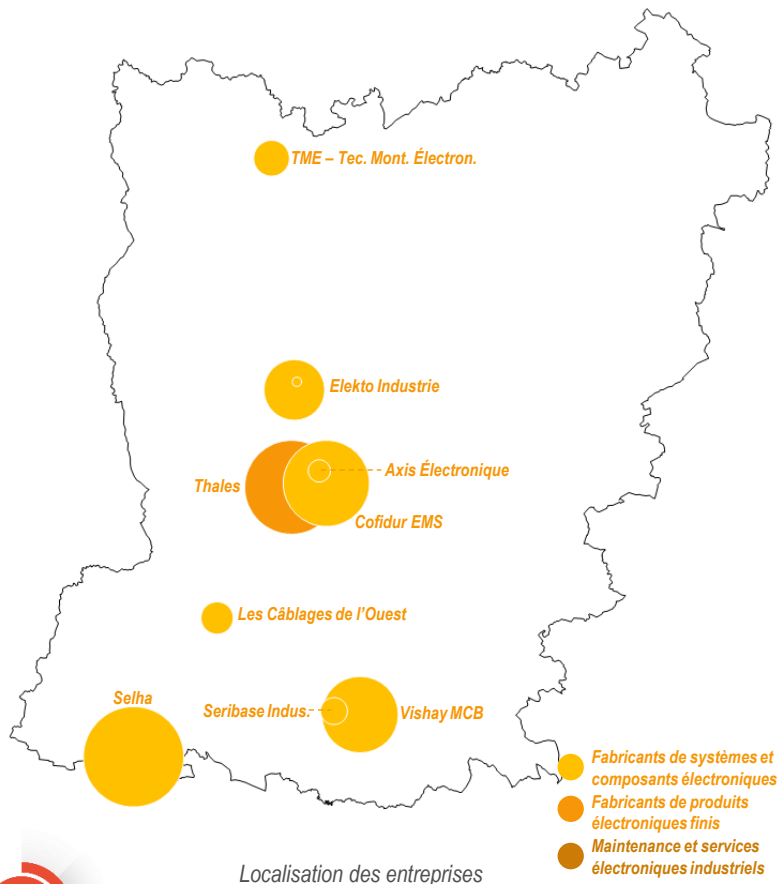 TME – Tec. Mont. Électron.
Elekto Industrie
Axis Électronique
Thales
Cofidur EMS
Les Câblages de l'Ouest
Selha
Seribase Indus.
Vishay MCB
Fabricants de systèmes et
composants électroniques
Fabricants de produits
électroniques finis
Maintenance et services
électroniques industriels
Localisation des entreprises